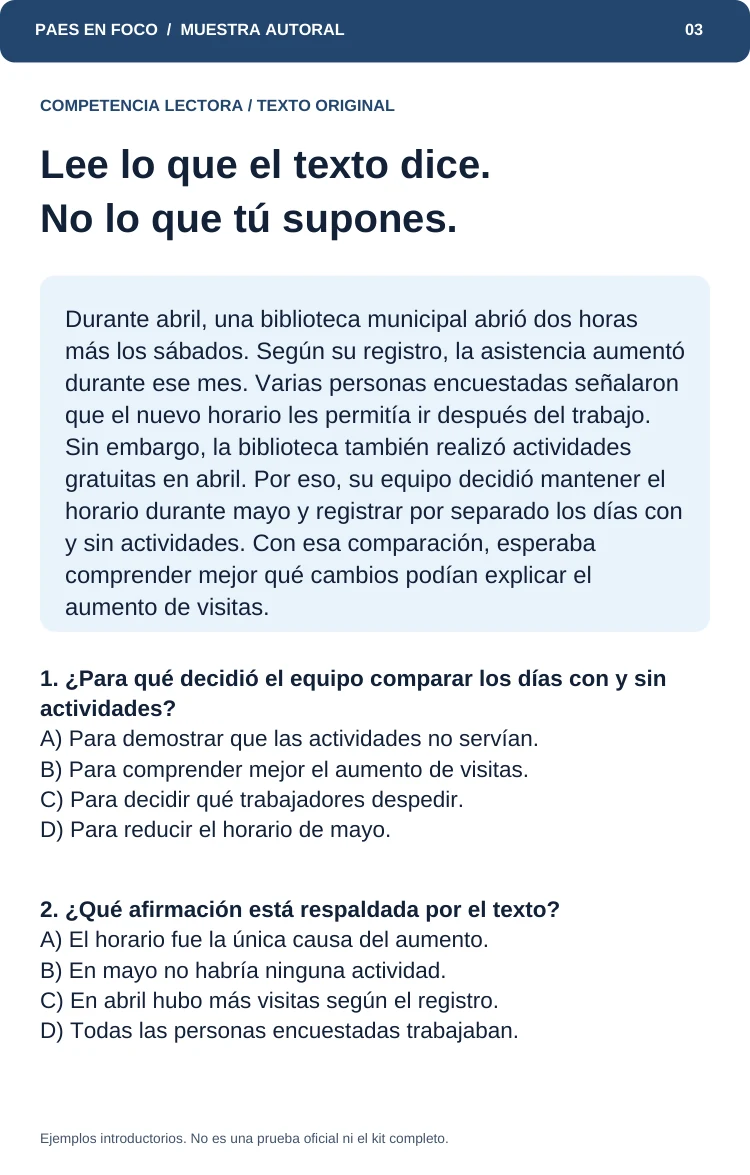 PAES EN FOCO / MUESTRA AUTORAL
03
COMPETENCIA LECTORA / TEXTO ORIGINAL
Lee lo que el texto dice.
No lo que tú supones.
Durante abril, una biblioteca municipal abrió dos horas
más los sábados. Según su registro, la asistencia aumentó
durante ese mes. Varias personas encuestadas señalaron
que el nuevo horario les permitía ir después del trabajo.
Sin embargo, la biblioteca también realizó actividades
gratuitas en abril. Por eso, su equipo decidió mantener el
horario durante mayo y registrar por separado los días con
y sin actividades. Con esa comparación, esperaba
comprender mejor qué cambios podían explicar el
aumento de visitas.
1. ¿Para qué decidió el equipo comparar los días con y sin
actividades?
A) Para demostrar que las actividades no servían.
B) Para comprender mejor el aumento de visitas.
C) Para decidir qué trabajadores despedir.
D) Para reducir el horario de mayo.
2. ¿Qué afirmación está respaldada por el texto?
A) El horario fue la única causa del aumento.
B) En mayo no habría ninguna actividad.
C) En abril hubo más visitas según el registro.
D) Todas las personas encuestadas trabajaban.
Ejemplos introductorios. No es una prueba oficial ni el kit completo.